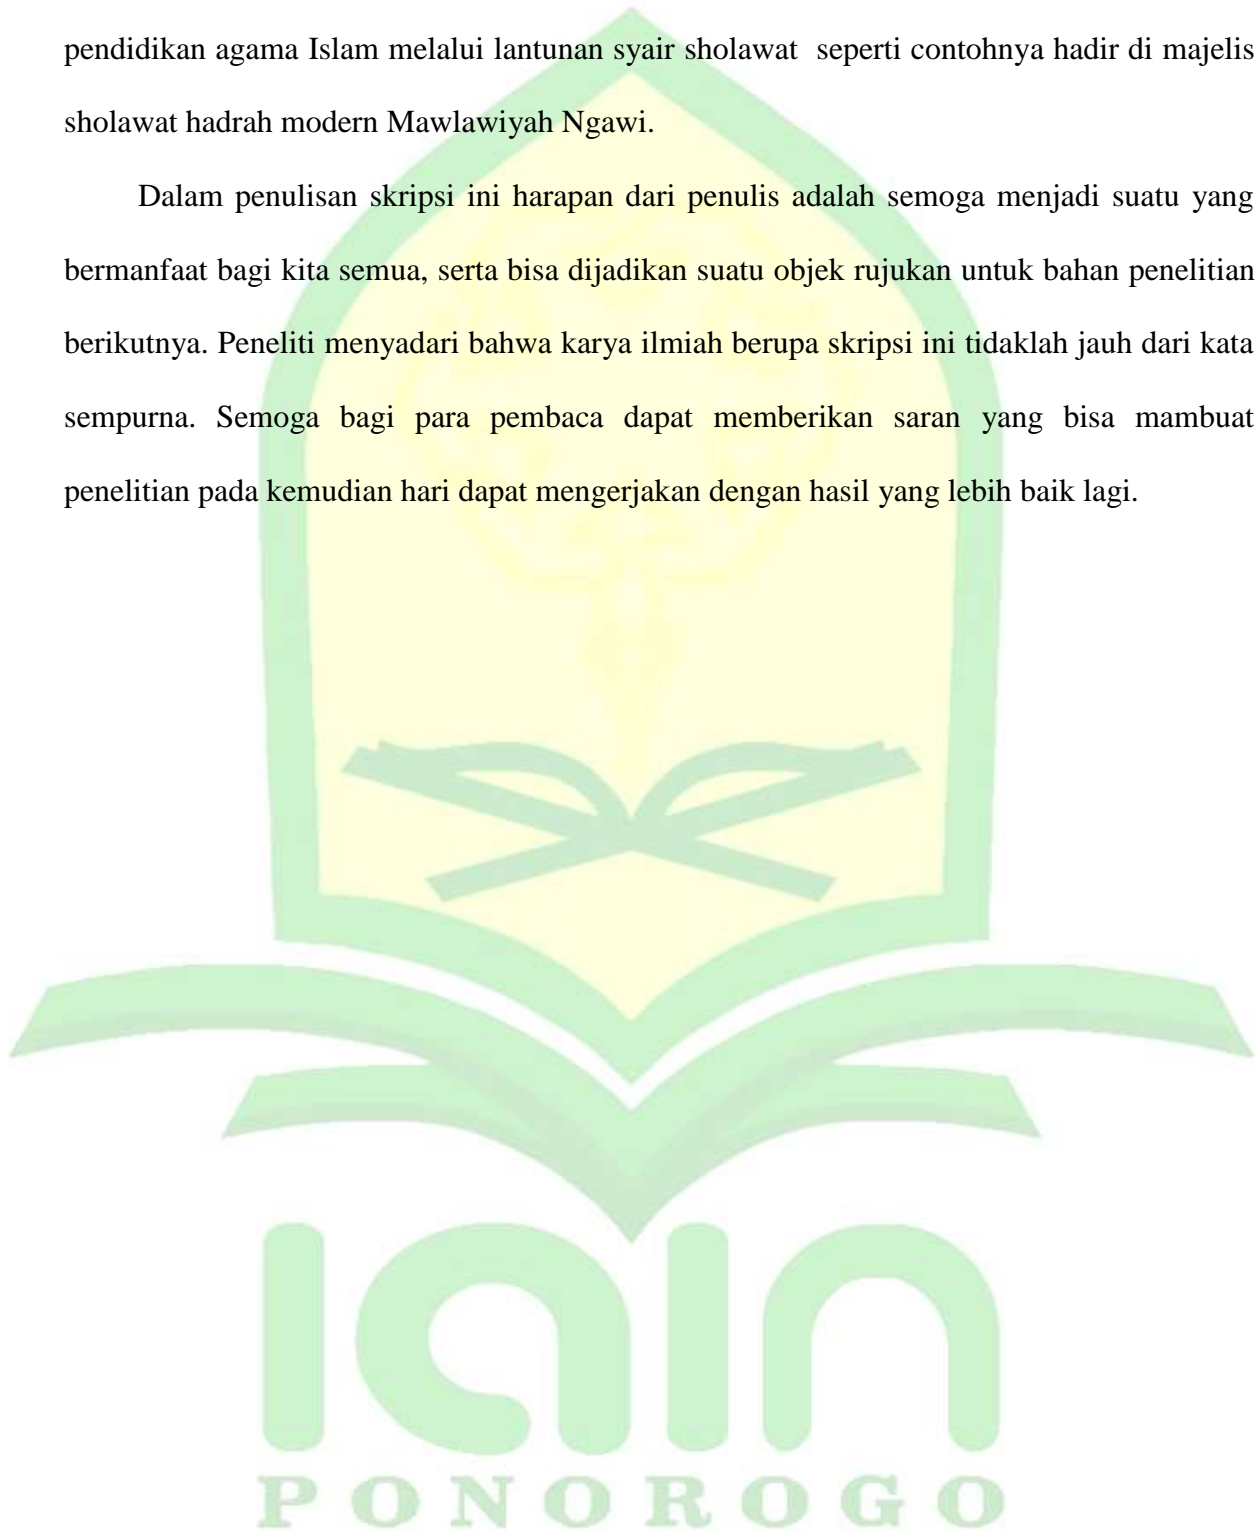 pendidikan agama Islam melalui lantunan syair sholawat  seperti contohnya hadir di majelis
sholawat hadrah modern Mawlawiyah Ngawi.
Dalam penulisan skripsi ini harapan dari penulis adalah semoga menjadi suatu yang
bermanfaat bagi kita semua, serta bisa dijadikan suatu objek rujukan untuk bahan penelitian
berikutnya. Peneliti menyadari bahwa karya ilmiah berupa skripsi ini tidaklah jauh dari kata
sempurna. Semoga bagi para pembaca dapat memberikan saran yang bisa mambuat
penelitian pada kemudian hari dapat mengerjakan dengan hasil yang lebih baik lagi.
iain
PONOROGO